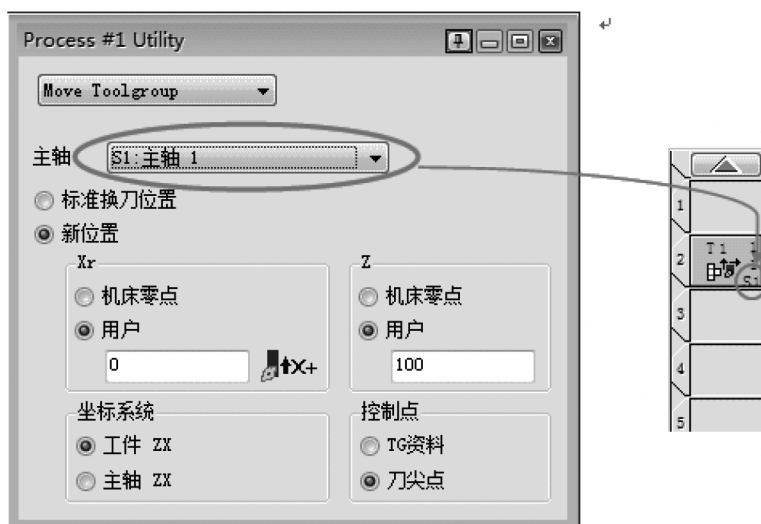 Process #1 Utility
Move Toolgroup
主轴 S1:主轴 1
标准换刀位置
新位置
Xr Z
机床零点 机床零点
用户 用户
0 X+ 100
坐标系统 控制点
工件 ZX TG资料
主轴 ZX 刀尖点
1
2 T1 S1
3
4
5